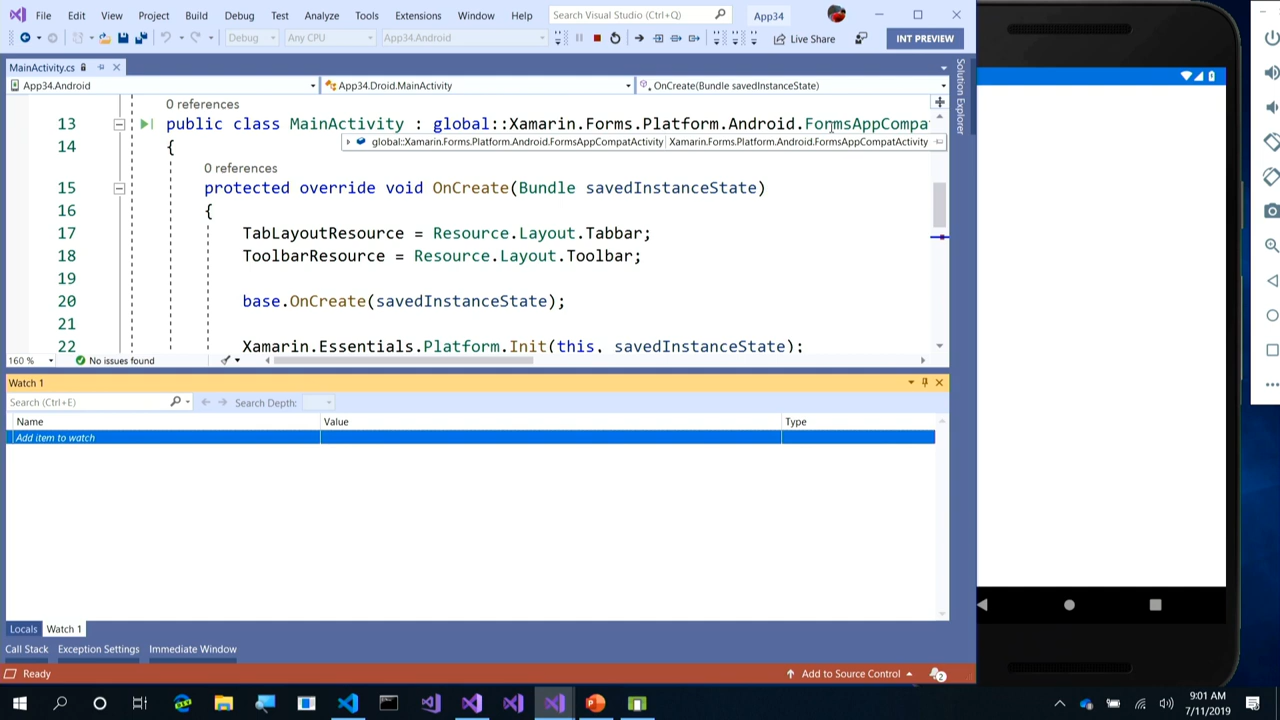 File Edit View Project Build Debug Test Analyze Tools Extensions Window Help Search Visual Studio (Ctrl+Q) App34
Debug Any CPU App34.Android Live Share INT PREVIEW
MainActivity.cs
App34.Android App34.Droid.MainActivity OnCreate(Bundle savedInstanceState)
Solution Explorer
0 references
13 public class MainActivity : global::Xamarin.Forms.Platform.Android.FormsAppCompa
global::Xamarin.Forms.Platform.Android.FormsAppCompatActivity Xamarin.Forms.Platform.Android.FormsAppCompatActivity
14 {
0 references
15 protected override void OnCreate(Bundle savedInstanceState)
16 {
17 TabLayoutResource = Resource.Layout.Tabbar;
18 ToolbarResource = Resource.Layout.Toolbar;
19
20 base.OnCreate(savedInstanceState);
21
22 Xamarin.Essentials.Platform.Init(this, savedInstanceState);
160 % No issues found
Watch 1
Search (Ctrl+E) Search Depth:
Name Value Type
Add item to watch
Locals Watch 1
Call Stack Exception Settings Immediate Window
Ready Add to Source Control 2
9:01 AM
7/11/2019